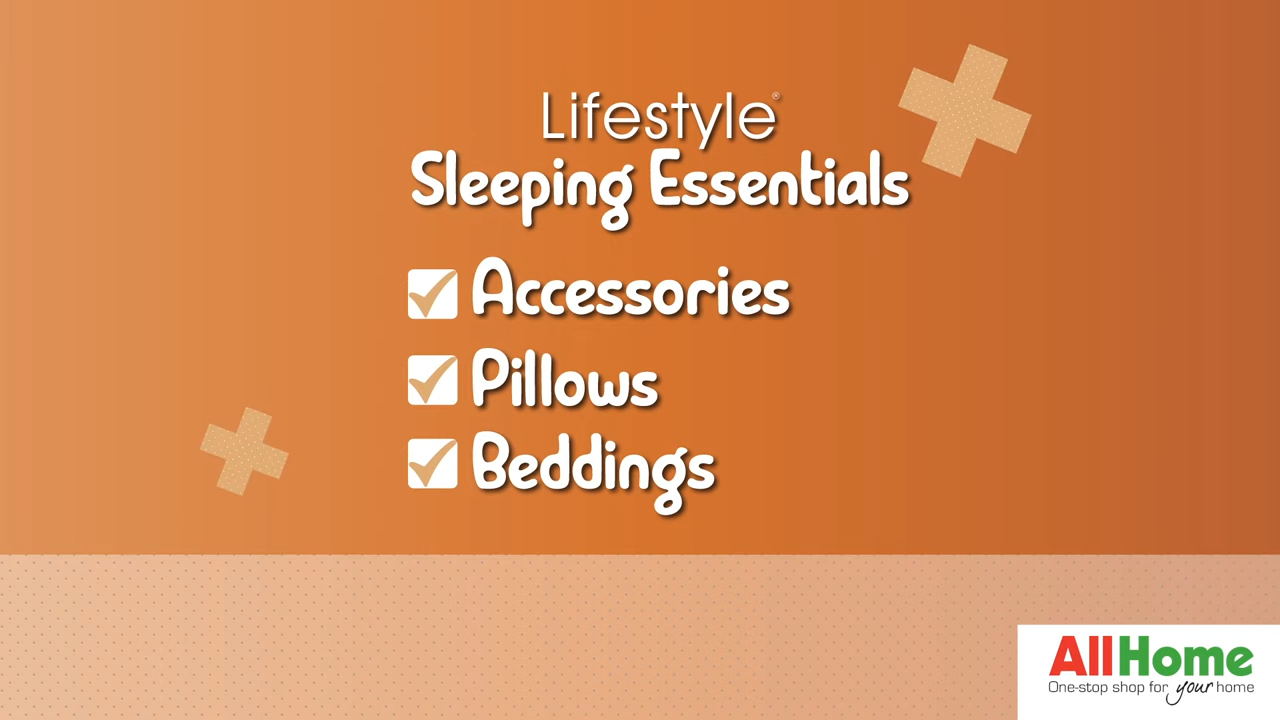 Lifestyle®
Sleeping Essentials
Accessories
Pillows
Beddings
AllHome
One-stop shop for your home